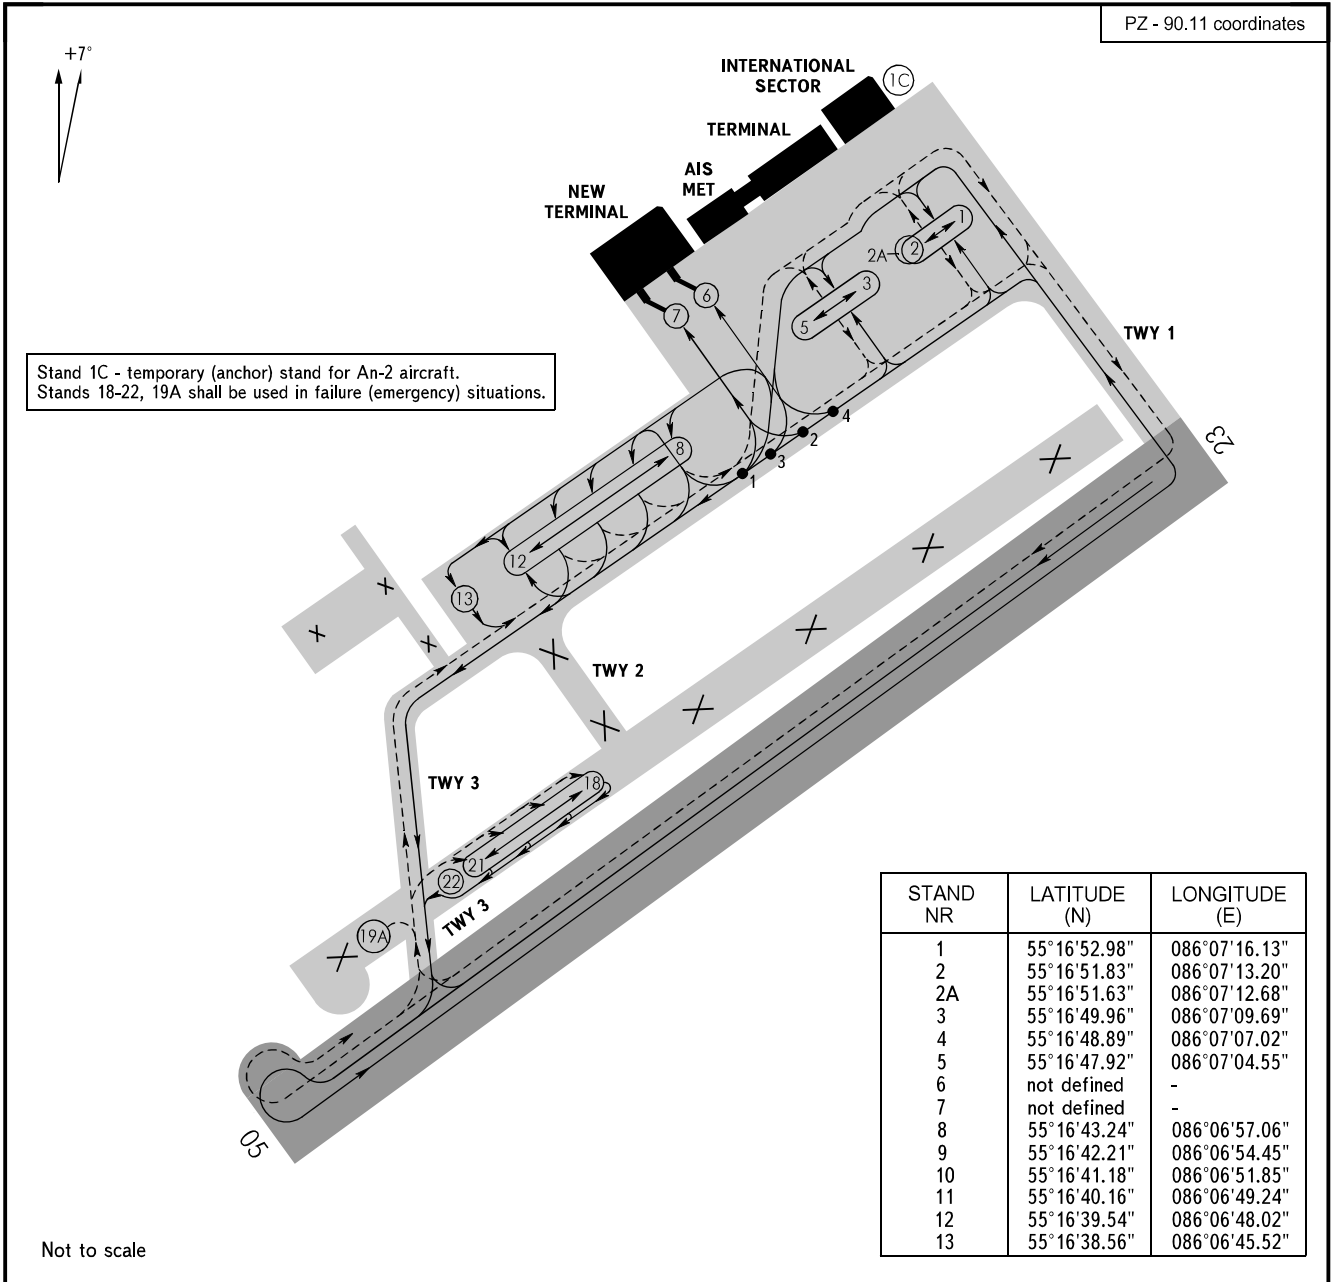 PZ - 90.11 coordinates
+7°
INTERNATIONAL
SECTOR
1C
TERMINAL
AIS
MET
NEW
TERMINAL
1
2
2A
3
5
6
7
TWY 1
Stand 1C - temporary (anchor) stand for An-2 aircraft.
Stands 18-22, 19A shall be used in failure (emergency) situations.
4
2
3
1
8
23
12
13
TWY 2
TWY 3
18
21
22
TWY 3
19A
05
STAND NR LATITUDE (N) LONGITUDE (E)
1 55°16'52.98" 086°07'16.13"
2 55°16'51.83" 086°07'13.20"
2A 55°16'51.63" 086°07'12.68"
3 55°16'49.96" 086°07'09.69"
4 55°16'48.89" 086°07'07.02"
5 55°16'47.92" 086°07'04.55"
6 not defined -
7 not defined -
8 55°16'43.24" 086°06'57.06"
9 55°16'42.21" 086°06'54.45"
10 55°16'41.18" 086°06'51.85"
11 55°16'40.16" 086°06'49.24"
12 55°16'39.54" 086°06'48.02"
13 55°16'38.56" 086°06'45.52"
Not to scale